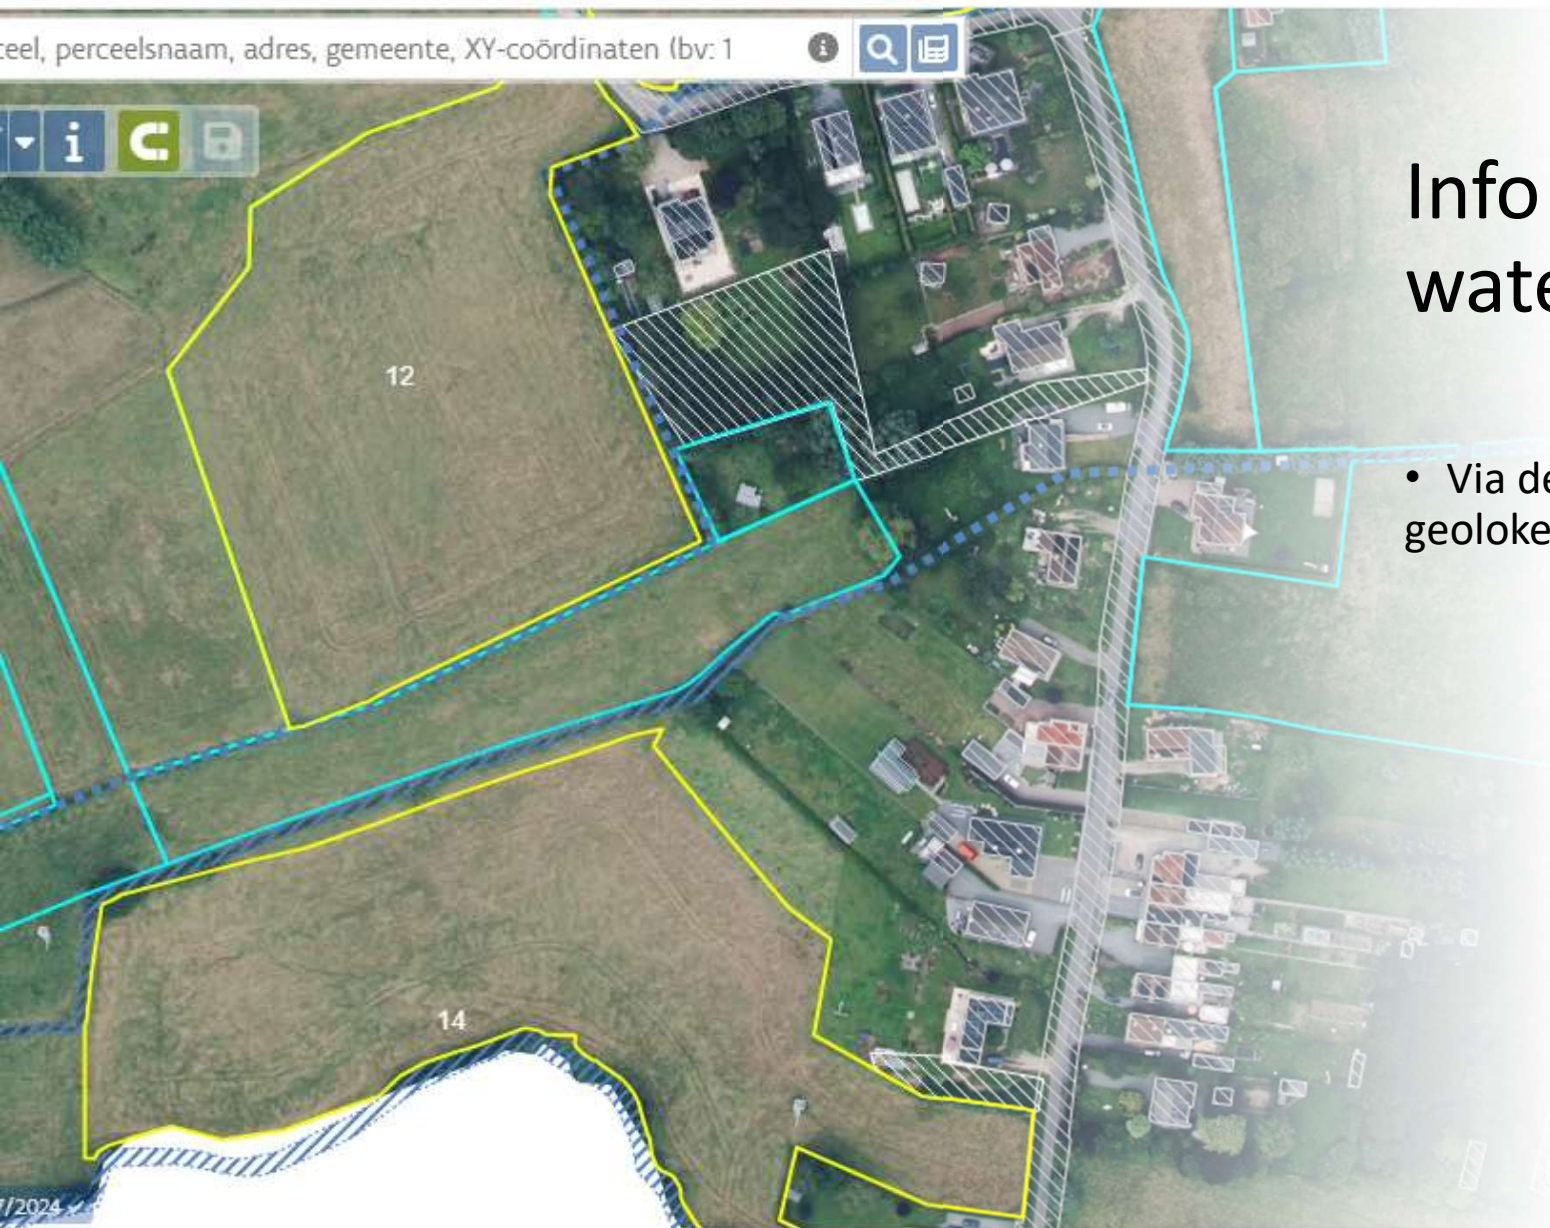 teel, perceelsnaam, adres, gemeente, XY-coördinaten (bv: 1
Info
wate
12
• Via de
geoloke
14
7/2024